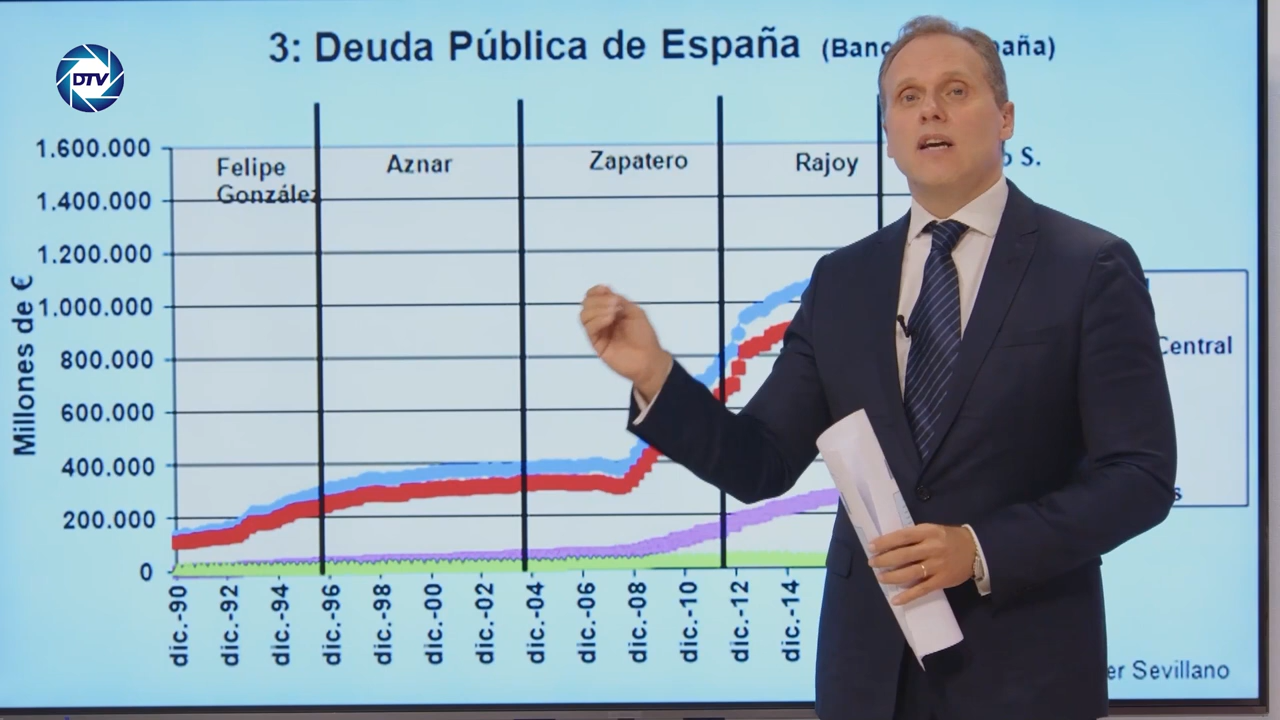 DTV
3: Deuda Pública de España (Banc aña)
Felipe
González
Aznar
Zapatero
Rajoy
S.
Millones de €
1.600.000
1.400.000
1.200.000
1.000.000
800.000
600.000
400.000
200.000
0
dic.-90
dic.-92
dic.-94
dic.-96
dic.-98
dic.-00
dic.-02
dic.-04
dic.-06
dic.-08
dic.-10
dic.-12
dic.-14
Central
s
er Sevillano